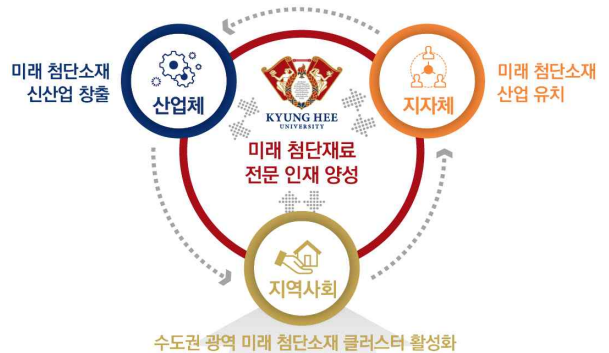 미래 첨단소재
신산업 창출
산업체
KYUNG HEE
UNIVERSITY
미래 첨단재료
전문 인재 양성
지자체
미래 첨단소재
산업 유치
지역사회
수도권 광역 미래 첨단소재 클러스터 활성화